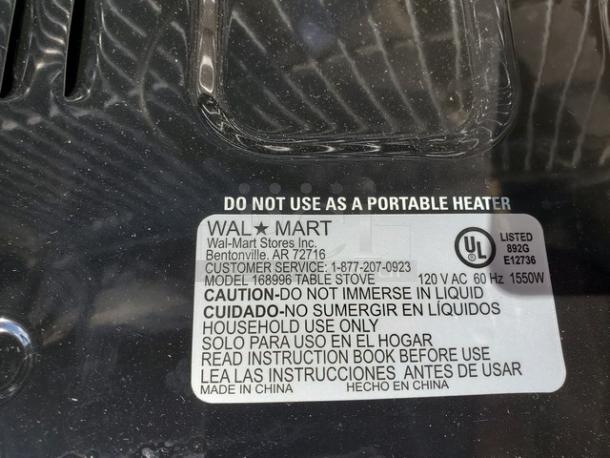 DO NOT USE AS A PORTABLE HEATER
WAL★MART
Wal-Mart Stores Inc.
Bentonville, AR 72716
CUSTOMER SERVICE: 1-877-207-0923
MODEL 168996 TABLE STOVE 120 V AC 60 Hz 1550W
UL
LISTED
892G
E12736
CAUTION-DO NOT IMMERSE IN LIQUID
CUIDADO-NO SUMERGIR EN LÍQUIDOS
HOUSEHOLD USE ONLY
SOLO PARA USO EN EL HOGAR
READ INSTRUCTION BOOK BEFORE USE
LEA LAS INSTRUCCIONES ANTES DE USAR
MADE IN CHINA HECHO EN CHINA